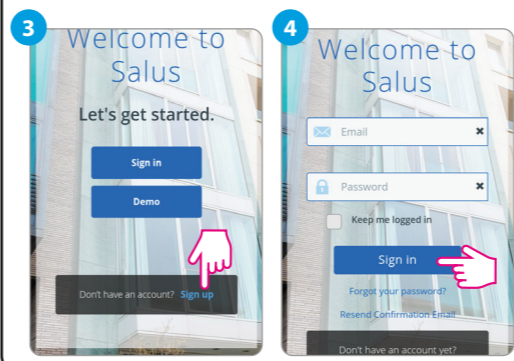 3
Welcome to
Salus
Let's get started.
Sign in
Demo
Don't have an account? Sign up
4
Welcome to
Salus
Email
Password
Keep me logged in
Sign in
Forgot your password?
Resend Confirmation Email
Don't have an account yet?